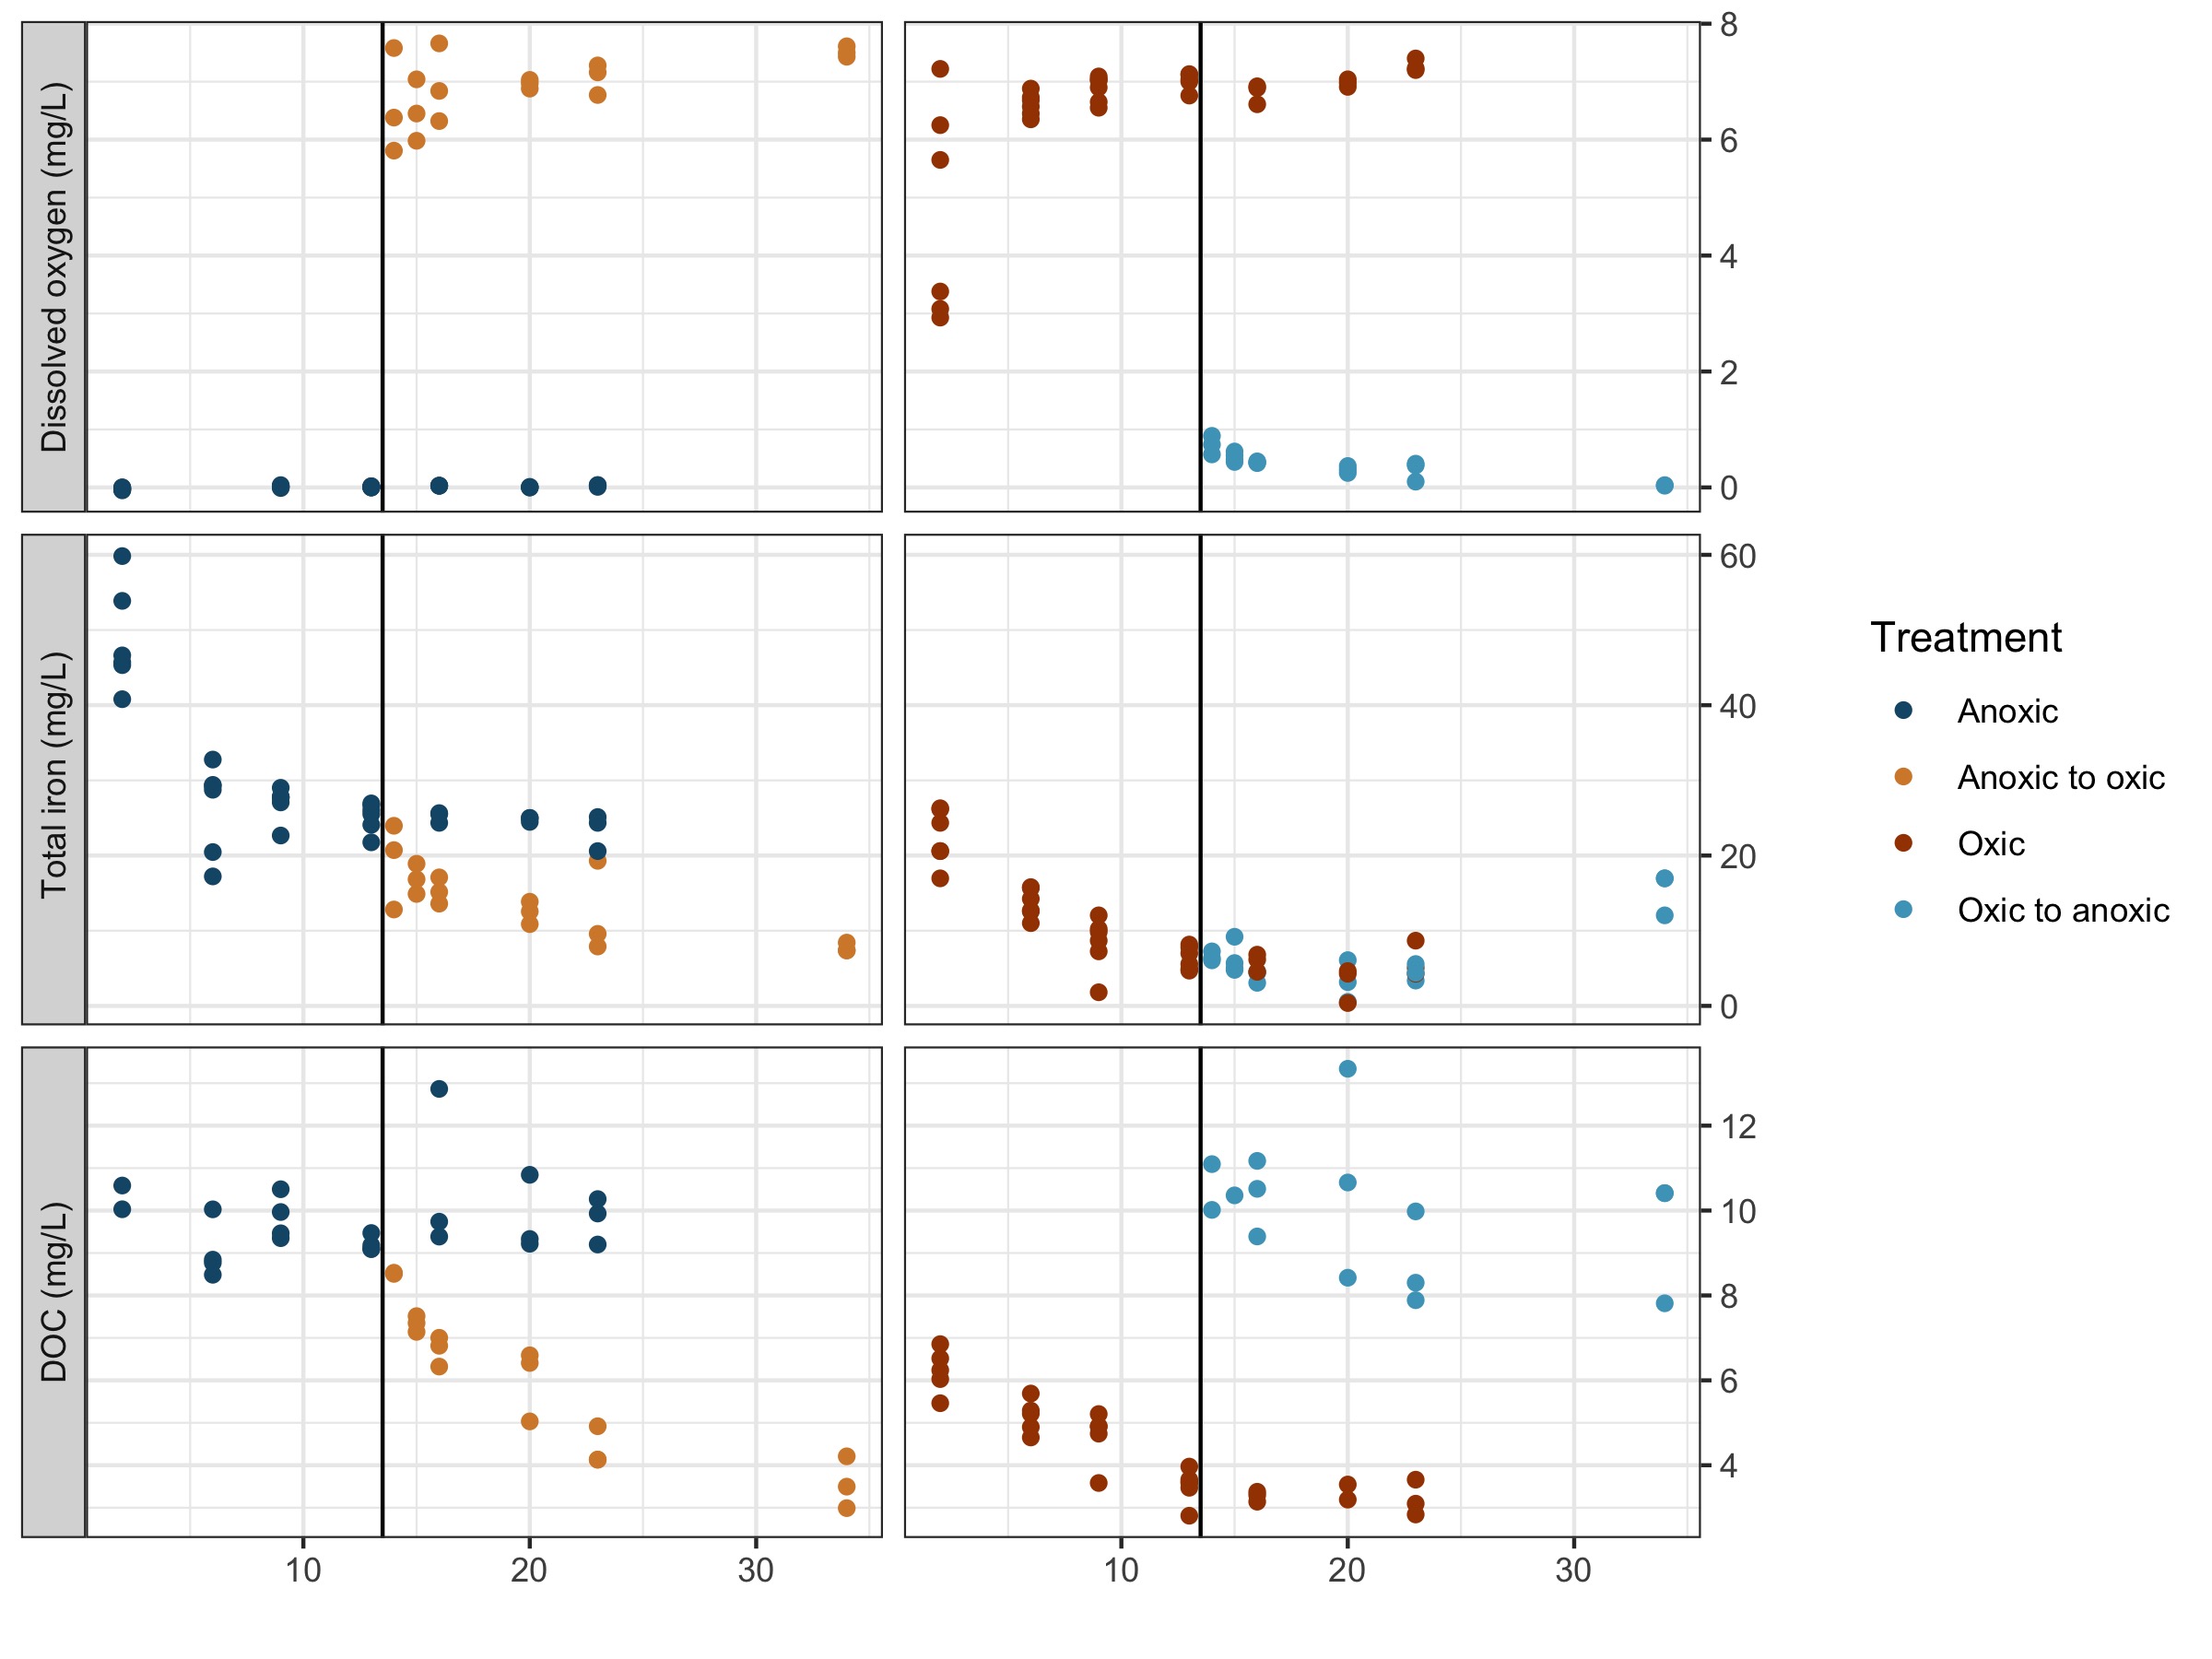 Dissolved oxygen (mg/L)
8
6
4
2
0
Total iron (mg/L)
60
40
20
0
DOC (mg/L)
12
10
8
6
4
10 20 30
10 20 30
Treatment
Anoxic
Anoxic to oxic
Oxic
Oxic to anoxic